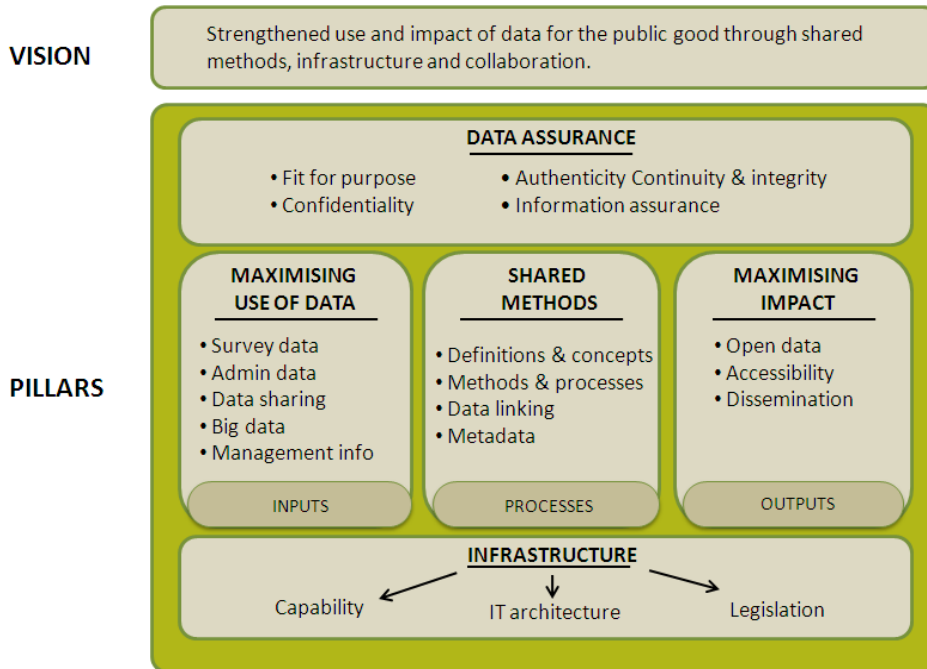 VISION
Strengthened use and impact of data for the public good through shared
methods, infrastructure and collaboration.
PILLARS
DATA ASSURANCE
• Fit for purpose
• Confidentiality
• Authenticity Continuity & integrity
• Information assurance
MAXIMISING
USE OF DATA
• Survey data
• Admin data
• Data sharing
• Big data
• Management info
INPUTS
SHARED
METHODS
• Definitions & concepts
• Methods & processes
• Data linking
• Metadata
PROCESSES
MAXIMISING
IMPACT
• Open data
• Accessibility
• Dissemination
OUTPUTS
INFRASTRUCTURE
Capability
IT architecture
Legislation